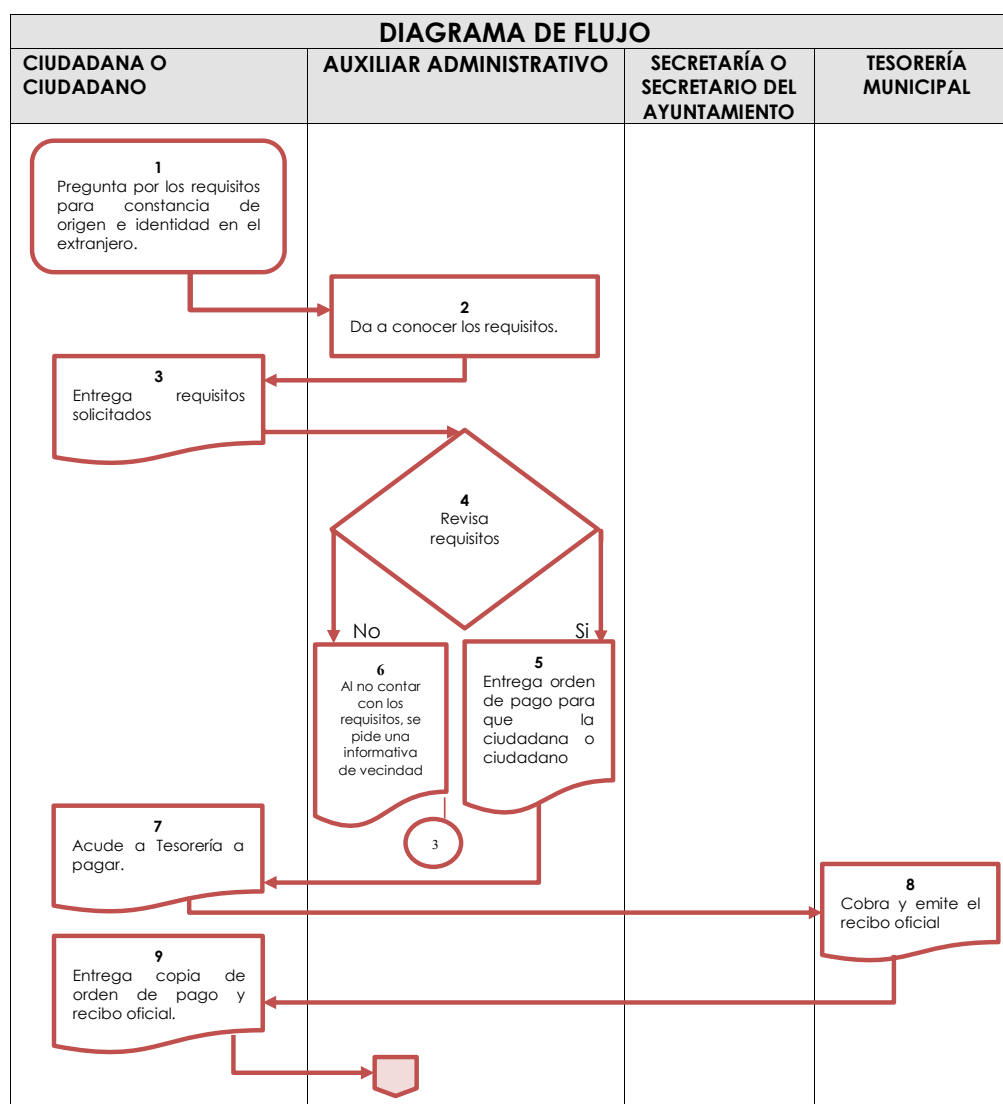 DIAGRAMA DE FLUJO
CIUDADANA O
CIUDADANO
AUXILIAR ADMINISTRATIVO
SECRETARÍA O
SECRETARIO DEL
AYUNTAMIENTO
TESORERÍA
MUNICIPAL
1
Pregunta por los requisitos
para constancia de
origen e identidad en el
extranjero.
2
Da a conocer los requisitos.
3
Entrega requisitos
solicitados
4
Revisa
requisitos
No
Si
6
Al no contar
con los
requisitos, se
pide una
informativa
de vecindad
5
Entrega orden
de pago para
que la
ciudadana o
ciudadano
3
7
Acude a Tesorería a
pagar.
8
Cobra y emite el
recibo oficial
9
Entrega copia de
orden de pago y
recibo oficial.